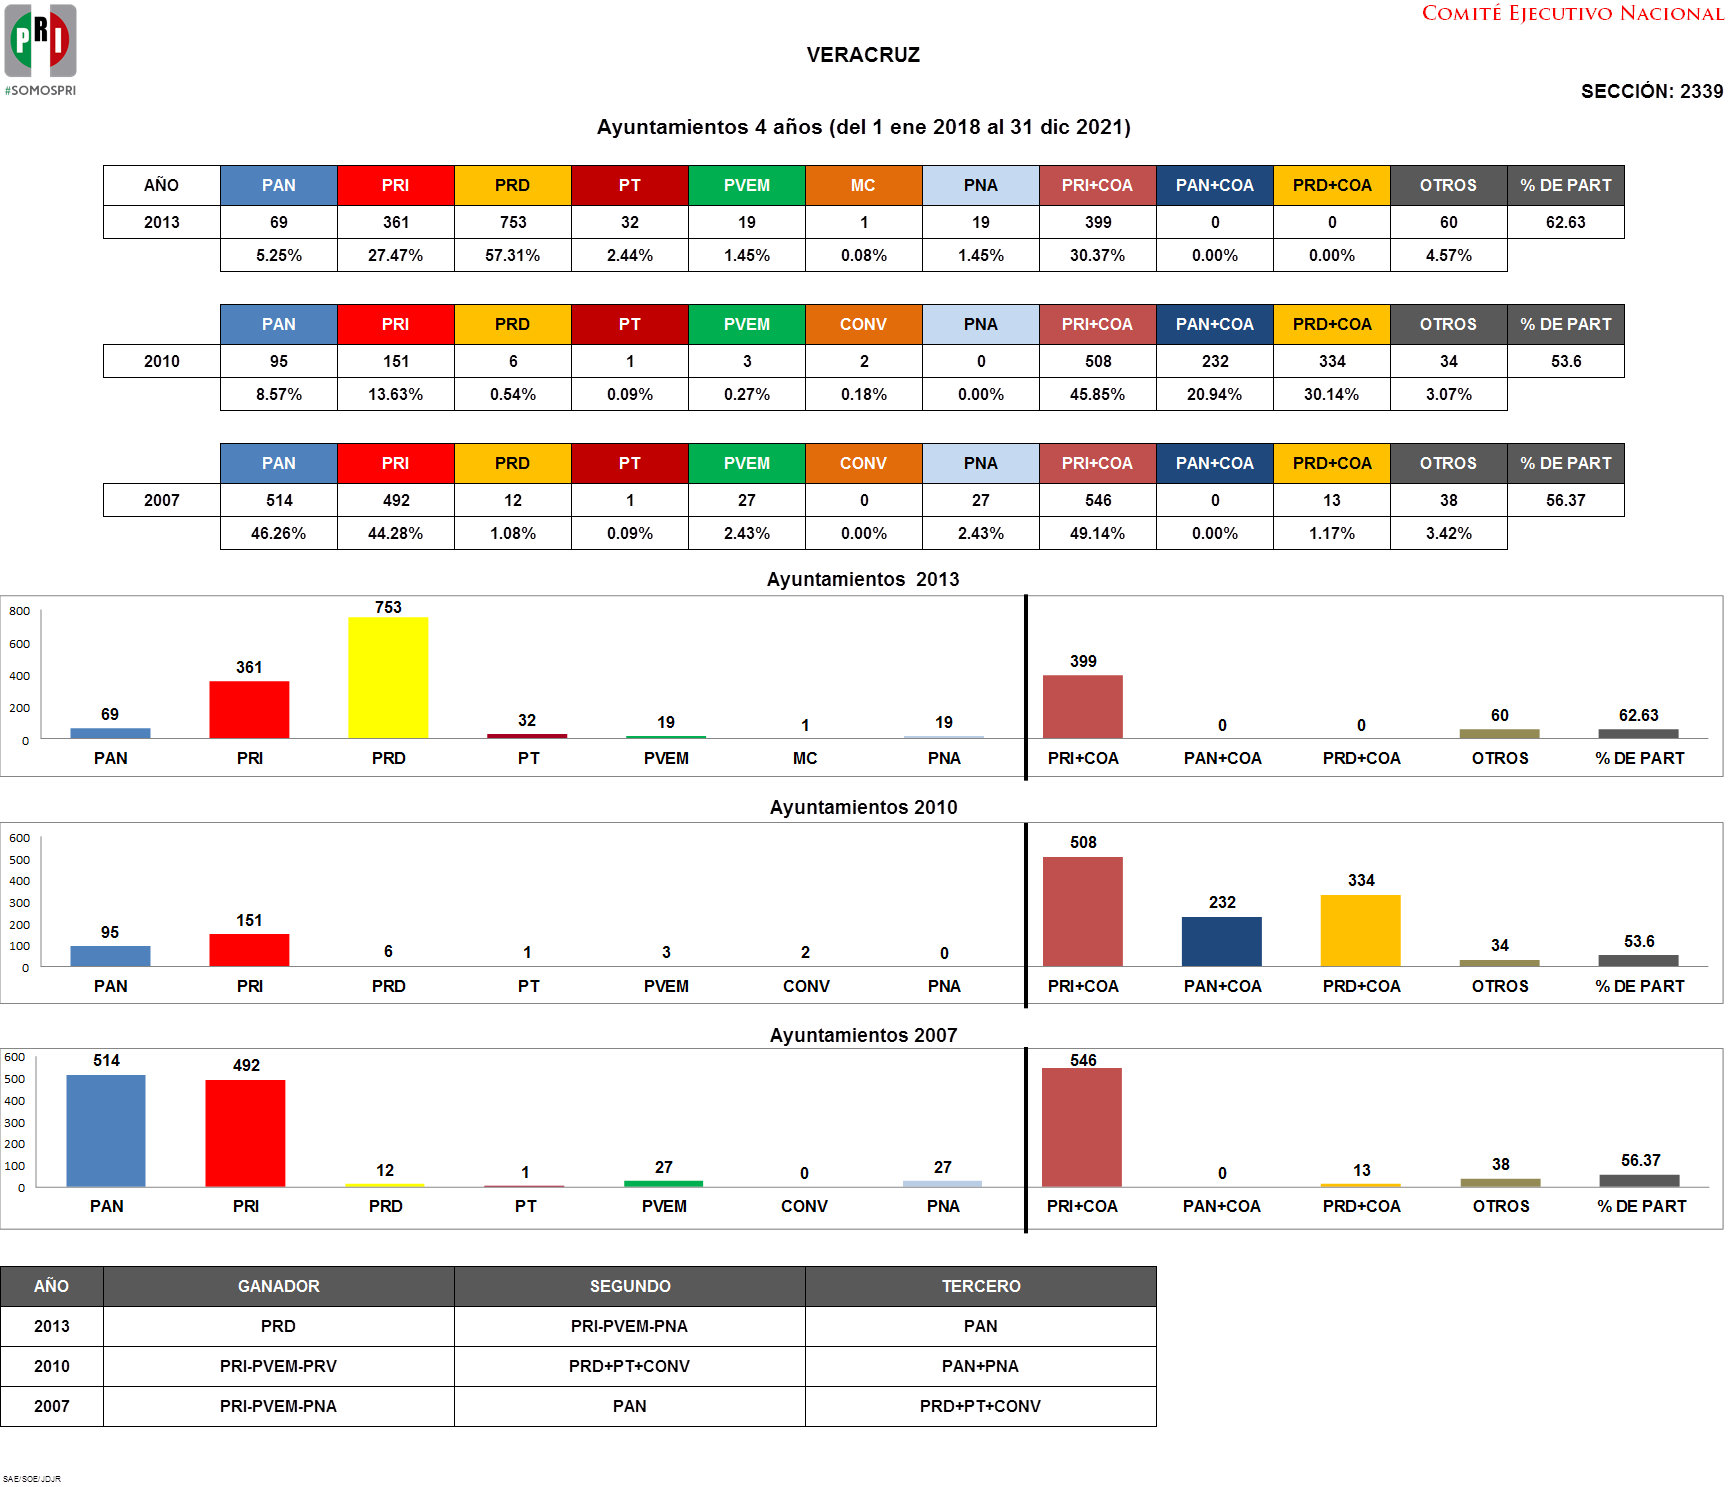 COMITÉ EJECUTIVO NACIONAL
PRI
#SOMOSPRI
VERACRUZ
SECCIÓN: 2339
Ayuntamientos 4 años (del 1 ene 2018 al 31 dic 2021)
AÑO PAN PRI PRD PT PVEM MC PNA PRI+COA PAN+COA PRD+COA OTROS % DE PART
2013 69 361 753 32 19 1 19 399 0 0 60 62.63
5.25% 27.47% 57.31% 2.44% 1.45% 0.08% 1.45% 30.37% 0.00% 0.00% 4.57%
PAN PRI PRD PT PVEM CONV PNA PRI+COA PAN+COA PRD+COA OTROS % DE PART
2010 95 151 6 1 3 2 0 508 232 334 34 53.6
8.57% 13.63% 0.54% 0.09% 0.27% 0.18% 0.00% 45.85% 20.94% 30.14% 3.07%
PAN PRI PRD PT PVEM CONV PNA PRI+COA PAN+COA PRD+COA OTROS % DE PART
2007 514 492 12 1 27 0 27 546 0 13 38 56.37
46.26% 44.28% 1.08% 0.09% 2.43% 0.00% 2.43% 49.14% 0.00% 1.17% 3.42%
Ayuntamientos 2013
800
600
400
200
0
69 361 753 32 19 1 19 399 0 0 60 62.63
PAN PRI PRD PT PVEM MC PNA PRI+COA PAN+COA PRD+COA OTROS % DE PART
Ayuntamientos 2010
600
500
400
300
200
100
0
95 151 6 1 3 2 0 508 232 334 34 53.6
PAN PRI PRD PT PVEM CONV PNA PRI+COA PAN+COA PRD+COA OTROS % DE PART
Ayuntamientos 2007
600
500
400
300
200
100
0
514 492 12 1 27 0 27 546 0 13 38 56.37
PAN PRI PRD PT PVEM CONV PNA PRI+COA PAN+COA PRD+COA OTROS % DE PART
AÑO GANADOR SEGUNDO TERCERO
2013 PRD PRI-PVEM-PNA PAN
2010 PRI-PVEM-PRV PRD+PT+CONV PAN+PNA
2007 PRI-PVEM-PNA PAN PRD+PT+CONV
SAE/SOE/JDJR